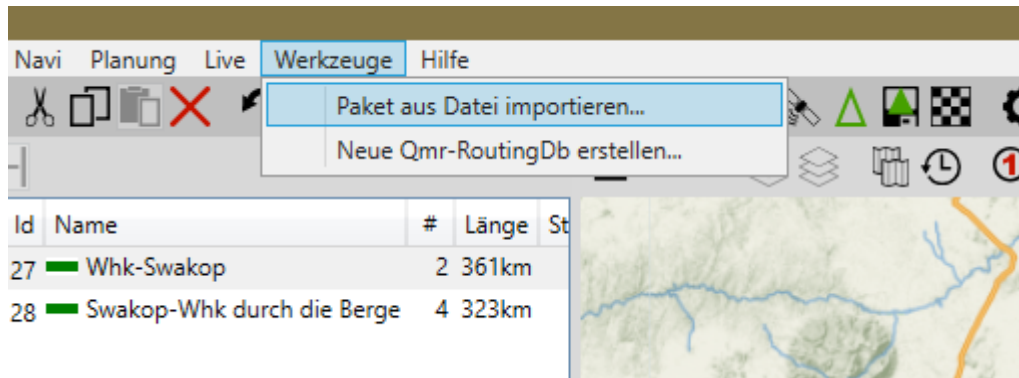 Navi Planung Live Werkzeuge Hilfe
Paket aus Datei importieren...
Neue Qmr-RoutingDb erstellen...
1
Id Name # Länge St
27 Whk-Swakop 2 361km
28 Swakop-Whk durch die Berge 4 323km